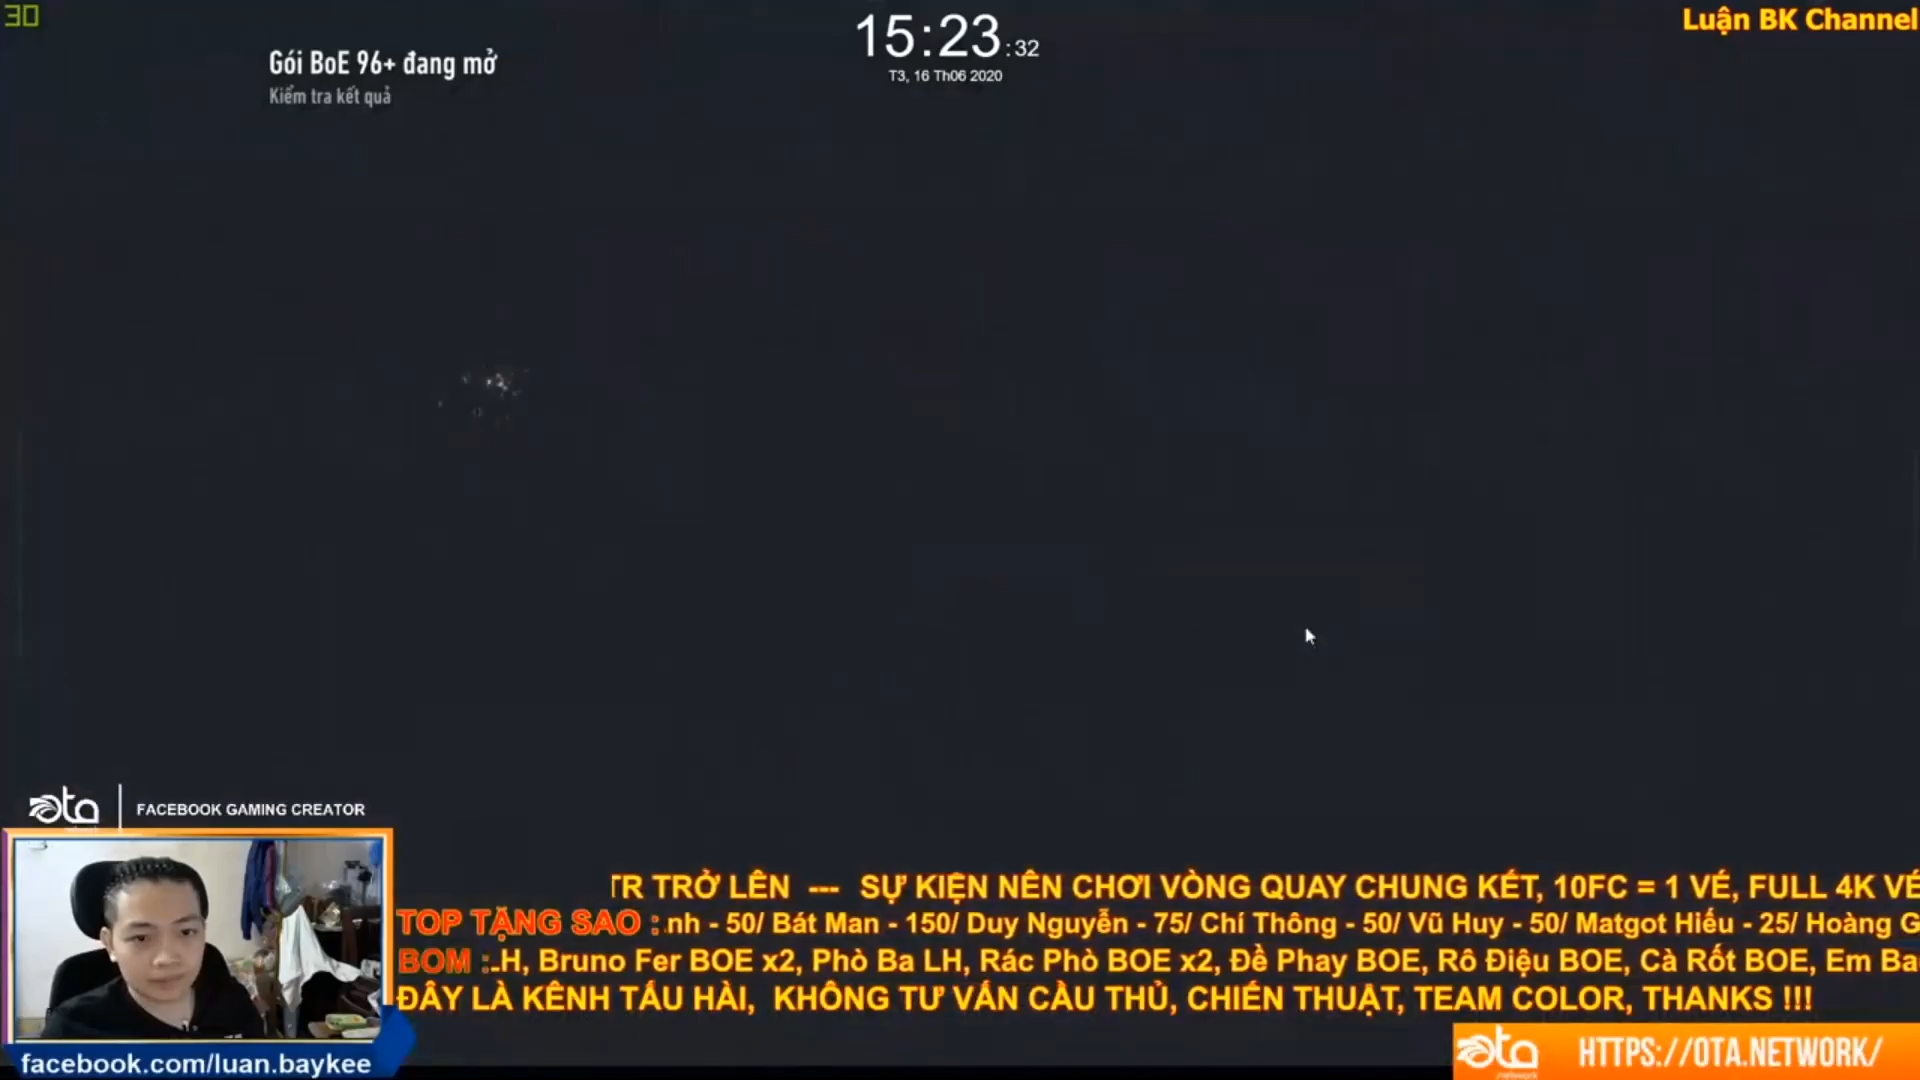 30
15:23:32
T3, 16 Th06 2020
Luận BK Channel
Gói BoE 96+ đang mở
Kiểm tra kết quả
ota
FACEBOOK GAMING CREATOR
TR TRỞ LÊN --- SỰ KIỆN NÊN CHƠI VÒNG QUAY CHUNG KẾT, 10FC = 1 VÉ, FULL 4K VÉ
TOP TẶNG SAO : nh - 50/ Bát Man - 150/ Duy Nguyễn - 75/ Chí Thông - 50/ Vũ Huy - 50/ Matgot Hiếu - 25/ Hoàng G
BOM : LH, Bruno Fer BOE x2, Phò Ba LH, Rác Phò BOE x2, Đề Phay BOE, Rô Điệu BOE, Cà Rốt BOE, Em Ba
ĐÂY LÀ KÊNH TẤU HÀI, KHÔNG TƯ VẤN CẦU THỦ, CHIẾN THUẬT, TEAM COLOR, THANKS !!!
facebook.com/luan.baykee
ota network HTTPS://OTA.NETWORK/